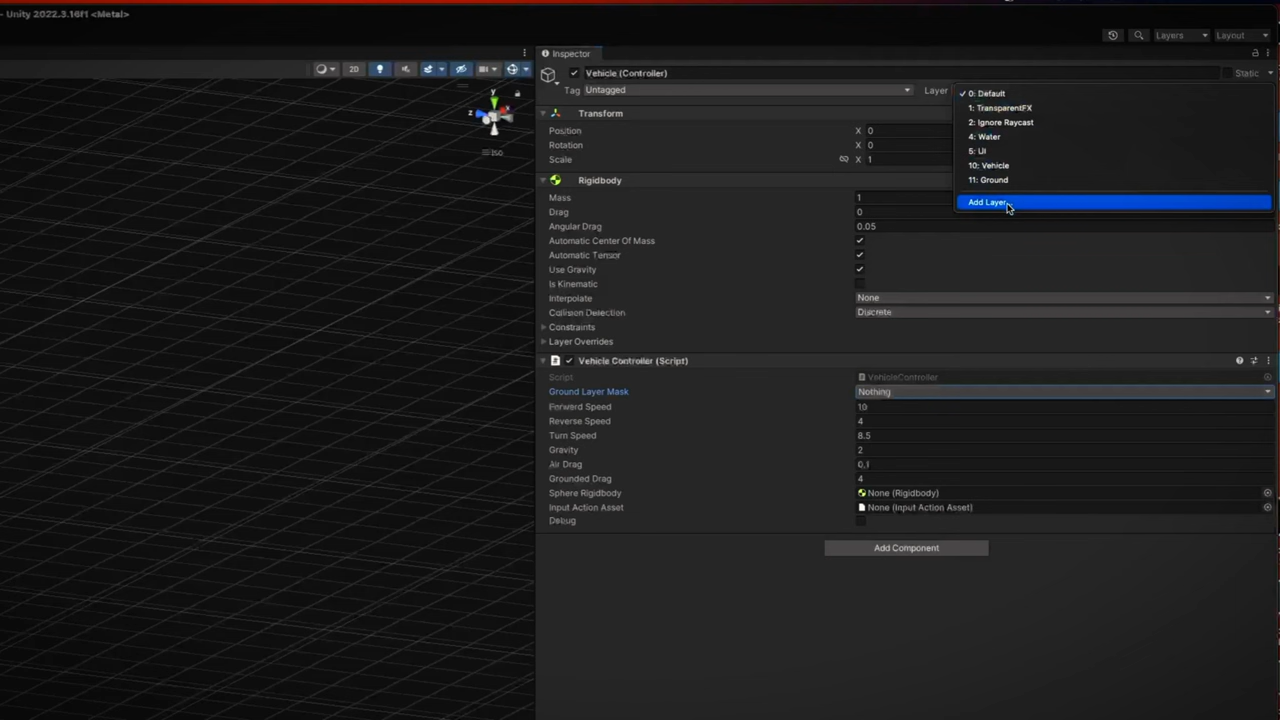 - Unity 2022.3.16f1 <Metal>
Layers
Layout
Inspector
Vehicle (Controller)
Static
Tag Untagged Layer
0: Default
1: TransparentFX
2: Ignore Raycast
4: Water
5: UI
10: Vehicle
11: Ground
Add Layer...
2D
y
x
z
Iso
Transform
Position X 0
Rotation X 0
Scale X 1
Rigidbody
Mass 1
Drag 0
Angular Drag 0.05
Automatic Center Of Mass
Automatic Tensor
Use Gravity
Is Kinematic
Interpolate None
Collision Detection Discrete
Constraints
Layer Overrides
Vehicle Controller (Script)
Script VehicleController
Ground Layer Mask Nothing
Forward Speed 10
Reverse Speed 4
Turn Speed 8.5
Gravity 2
Air Drag 0.1
Grounded Drag 4
Sphere Rigidbody None (Rigidbody)
Input Action Asset None (Input Action Asset)
Debug
Add Component